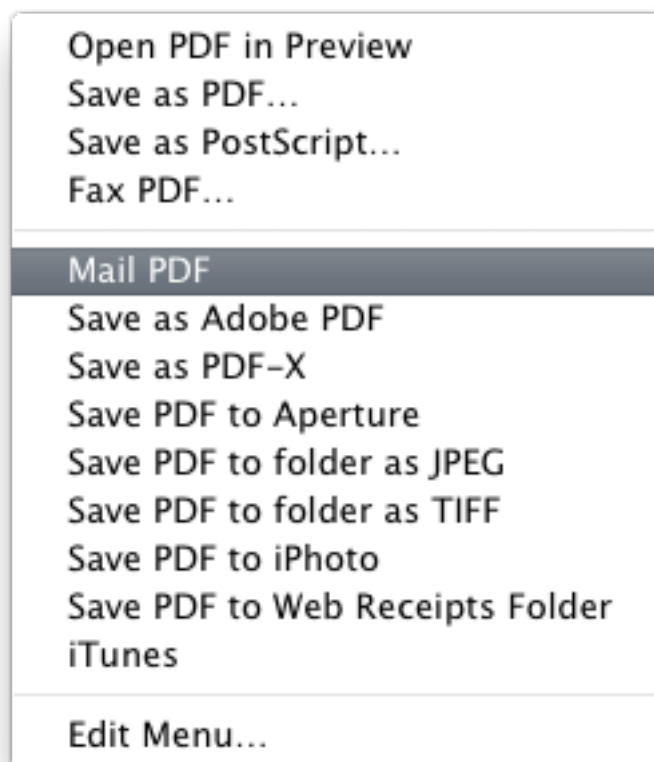 Open PDF in Preview
Save as PDF...
Save as PostScript...
Fax PDF...
Mail PDF
Save as Adobe PDF
Save as PDF-X
Save PDF to Aperture
Save PDF to folder as JPEG
Save PDF to folder as TIFF
Save PDF to iPhoto
Save PDF to Web Receipts Folder
iTunes
Edit Menu...